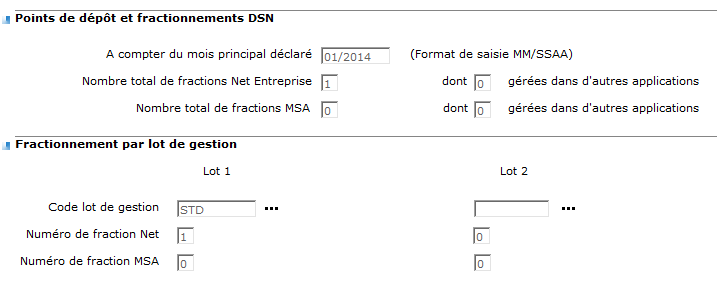 Points de dépôt et fractionnements DSN
A compter du mois principal déclaré 01/2014 (Format de saisie MM/SSAA)
Nombre total de fractions Net Entreprise 1 dont 0 gérées dans d'autres applications
Nombre total de fractions MSA 0 dont 0 gérées dans d'autres applications
Fractionnement par lot de gestion
Lot 1 Lot 2
Code lot de gestion STD ... ...
Numéro de fraction Net 1 0
Numéro de fraction MSA 0 0